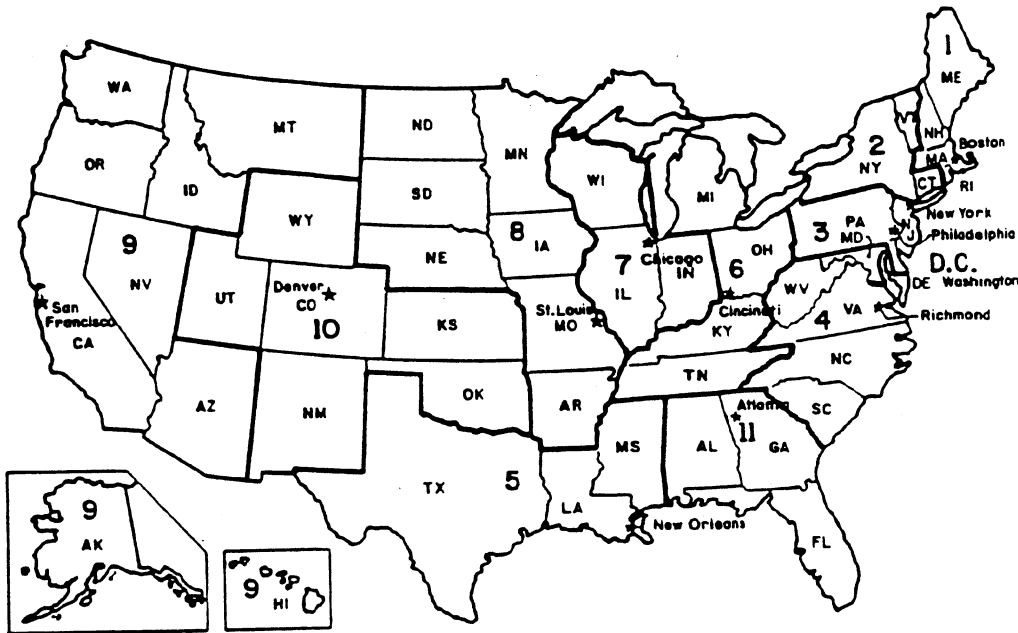 1
ME
WA
MT
ND
MN
OR
ID
SD
WI
MI
2
NY
NH
Boston
MA
CT
RI
New York
WY
9
NV
8
IA
NE
3
PA
MD
N
J
Philadelphia
7
IL
Chicago
IN
6
OH
D.C.
DE
Washington
San
Francisco
CA
UT
Denver
CO
10
KS
St. Louis
MO
Cincinati
KY
WV
4
VA
Richmond
AZ
NM
OK
AR
TN
NC
SC
Atlanta
11
MS
AL
GA
TX
5
LA
New Orleans
FL
9
AK
9
HI